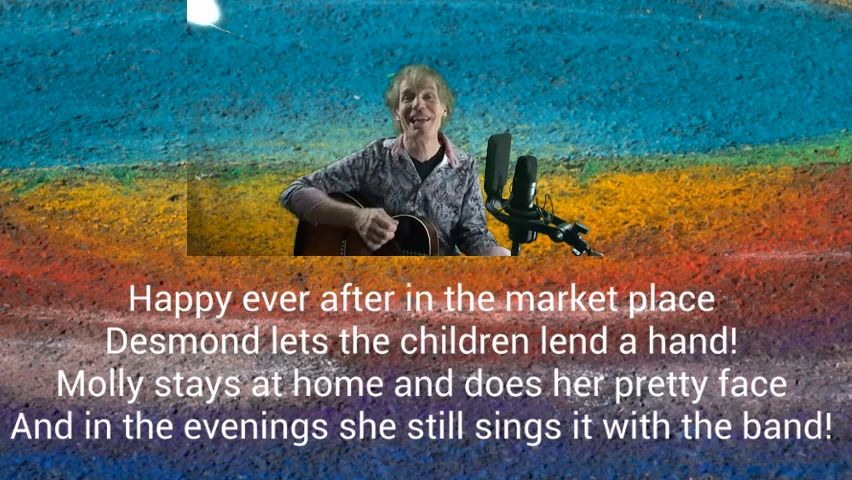 Happy ever after in the market place
Desmond lets the children lend a hand!
Molly stays at home and does her pretty face
And in the evenings she still sings it with the band!